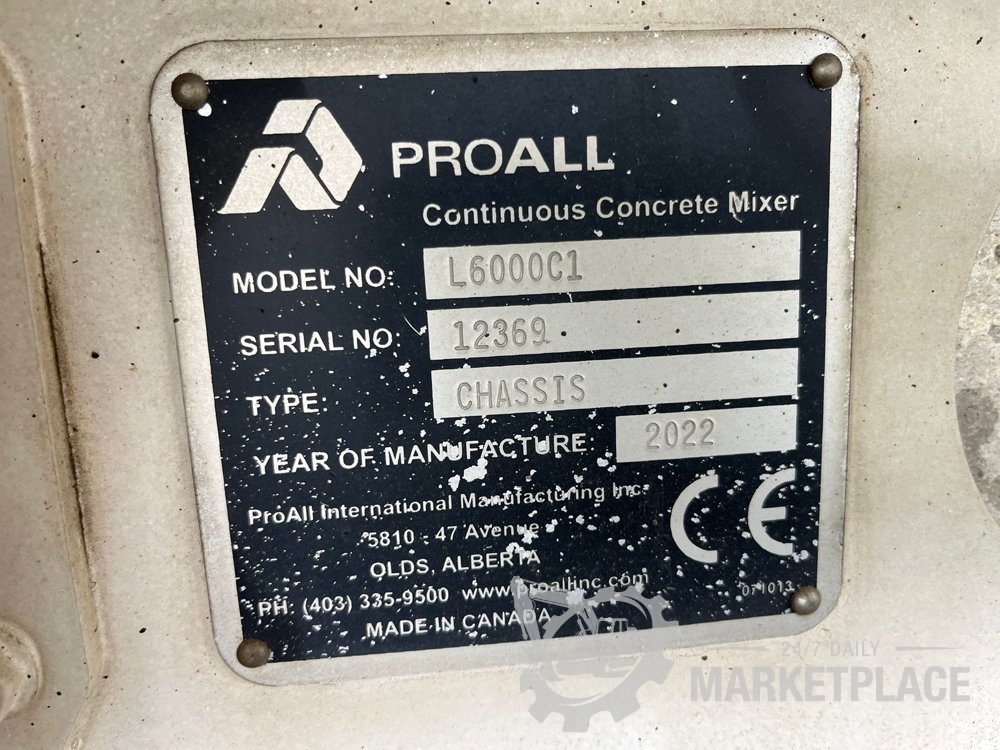 PROALL
Continuous Concrete Mixer
MODEL NO: L6000C1
SERIAL NO: 12369
TYPE: CHASSIS
YEAR OF MANUFACTURE: 2022
ProAll International Manufacturing Inc.
5810 - 47 Avenue
OLDS, ALBERTA
PH: (403) 335-9500 www.proallinc.com
MADE IN CANADA
CE
071013
24/7 DAILY
MARKETPLACE